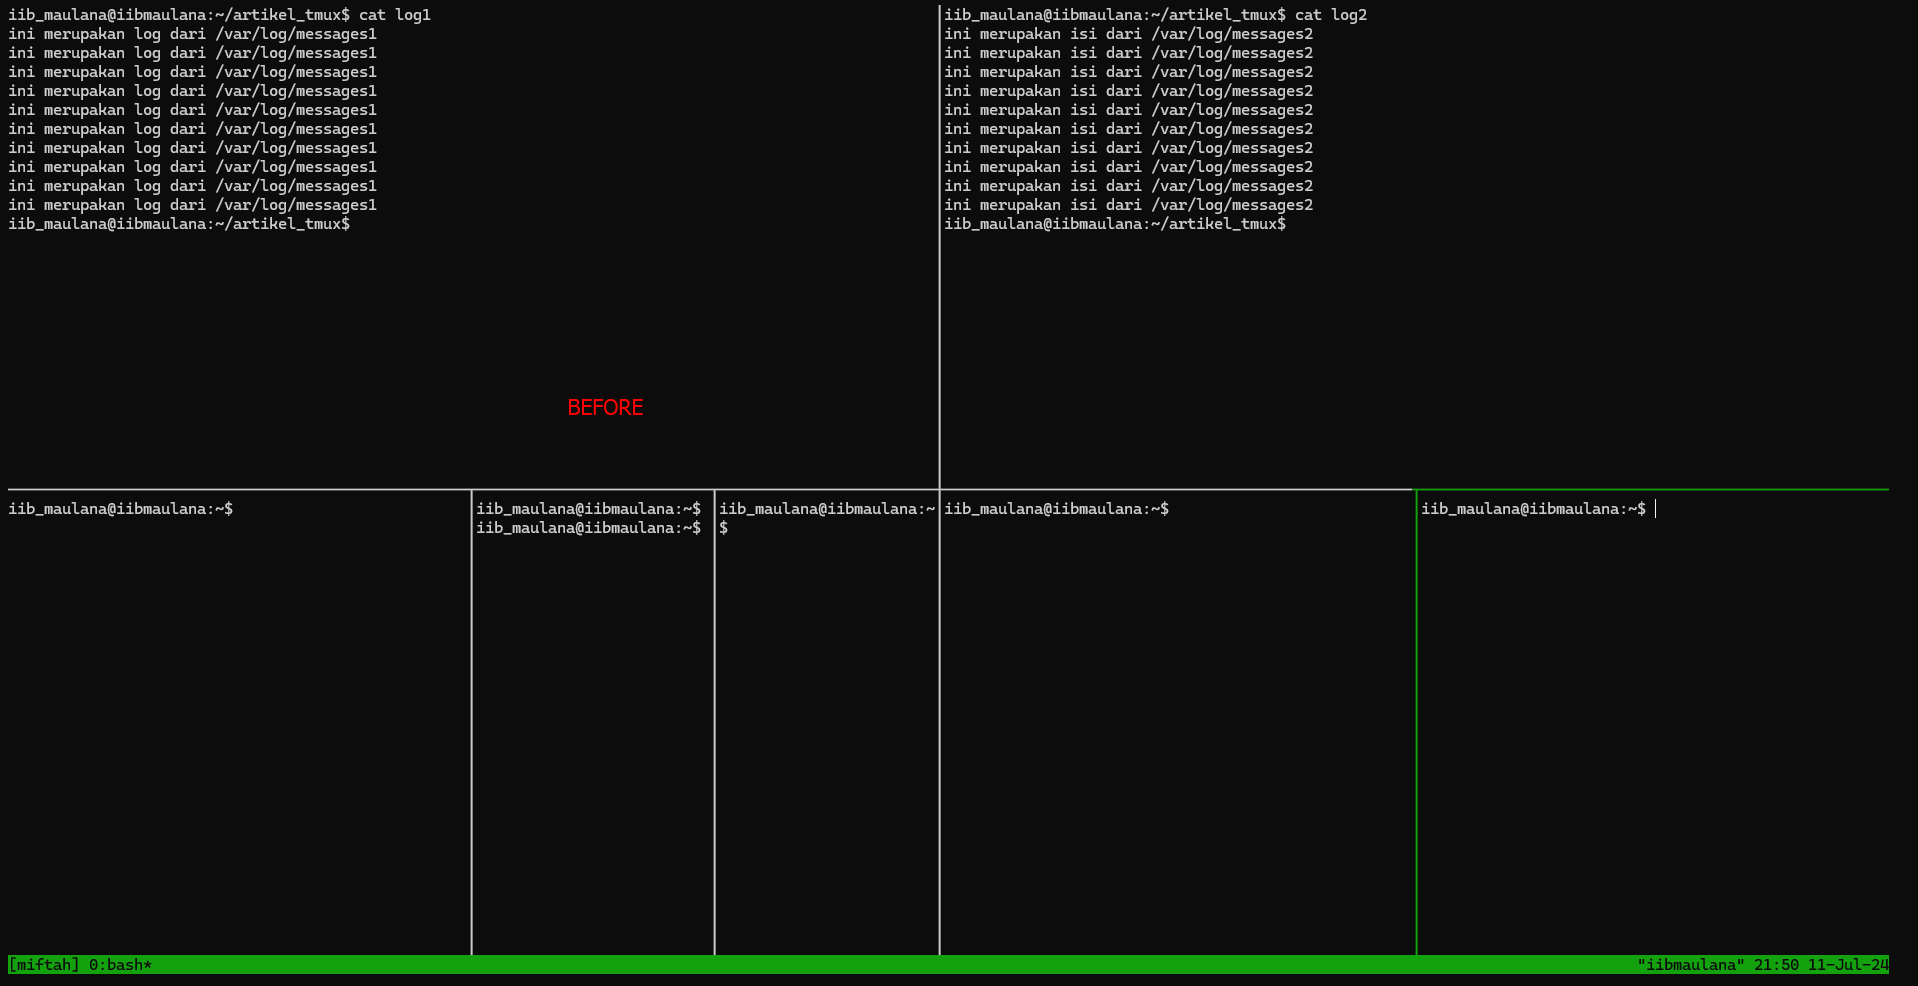 iib_maulana@iibmaulana:~/artikel_tmux$ cat log1
ini merupakan log dari /var/log/messages1
ini merupakan log dari /var/log/messages1
ini merupakan log dari /var/log/messages1
ini merupakan log dari /var/log/messages1
ini merupakan log dari /var/log/messages1
ini merupakan log dari /var/log/messages1
ini merupakan log dari /var/log/messages1
ini merupakan log dari /var/log/messages1
ini merupakan log dari /var/log/messages1
ini merupakan log dari /var/log/messages1
iib_maulana@iibmaulana:~/artikel_tmux$
BEFORE
iib_maulana@iibmaulana:~/artikel_tmux$ cat log2
ini merupakan isi dari /var/log/messages2
ini merupakan isi dari /var/log/messages2
ini merupakan isi dari /var/log/messages2
ini merupakan isi dari /var/log/messages2
ini merupakan isi dari /var/log/messages2
ini merupakan isi dari /var/log/messages2
ini merupakan isi dari /var/log/messages2
ini merupakan isi dari /var/log/messages2
ini merupakan isi dari /var/log/messages2
ini merupakan isi dari /var/log/messages2
iib_maulana@iibmaulana:~/artikel_tmux$
iib_maulana@iibmaulana:~$
iib_maulana@iibmaulana:~$
iib_maulana@iibmaulana:~$
iib_maulana@iibmaulana:~
$
iib_maulana@iibmaulana:~$
iib_maulana@iibmaulana:~$
[miftah] 0:bash*
"iibmaulana" 21:50 11-Jul-24